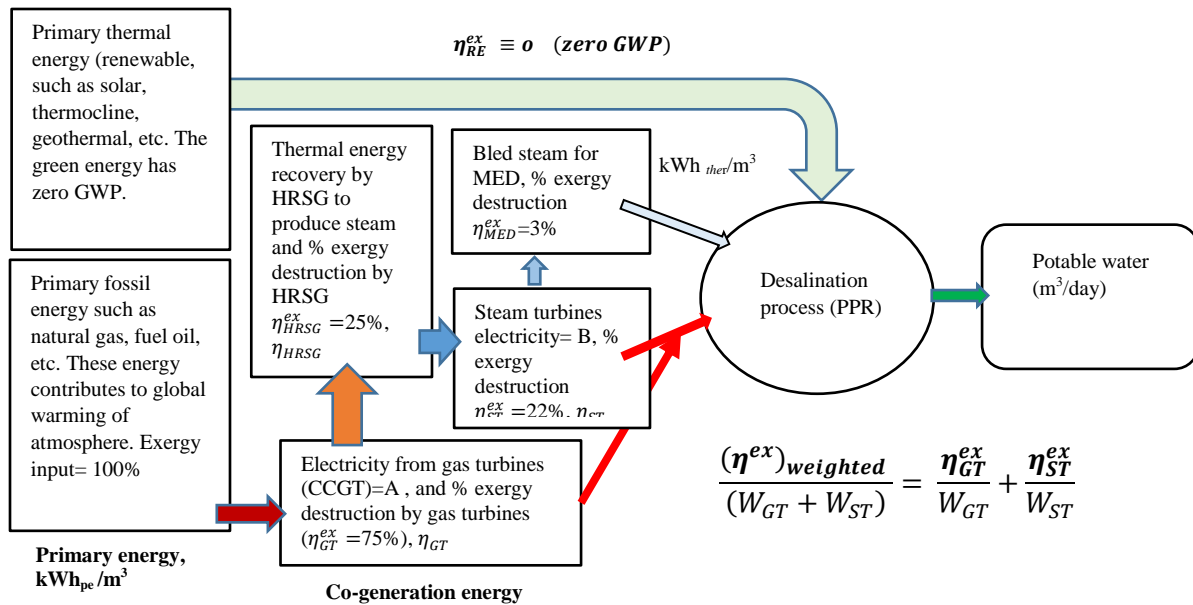 Primary thermal
energy (renewable,
such as solar,
thermocline,
geothermal, etc. The
green energy has
zero GWP.
η_RE^ex ≡ o (zero GWP)
Thermal energy
recovery by
HRSG to
produce steam
and % exergy
destruction by
HRSG
η_HRSG^ex =25%,
η_HRSG
Bled steam for
MED, % exergy
destruction
η_MED^ex=3%
kWh ther/m³
Desalination
process (PPR)
Potable water
(m³/day)
Primary fossil
energy such as
natural gas, fuel oil,
etc. These energy
contributes to global
warming of
atmosphere. Exergy
input= 100%
Steam turbines
electricity= B, %
exergy
destruction
η_ST^ex =22%, η_ST
Electricity from gas turbines
(CCGT)=A , and % exergy
destruction by gas turbines
(η_GT^ex =75%), η_GT
(η^ex)_weighted / (W_GT + W_ST) = η_GT^ex / W_GT + η_ST^ex / W_ST
Primary energy,
kWh_pe /m³
Co-generation energy